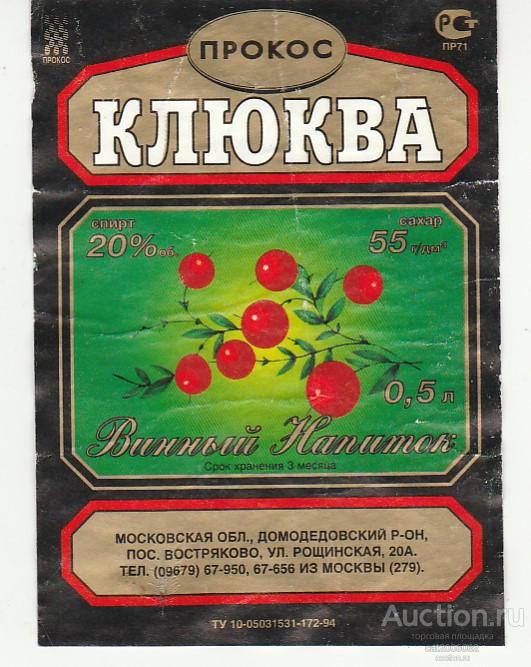 ПРОКОС
РСТ
ПР71
ПРОКОС
КЛЮКВА
спирт
20% об.
сахар
55 г/дм³
0,5 л
Винный Напиток
Срок хранения 3 месяца
МОСКОВСКАЯ ОБЛ., ДОМОДЕДОВСКИЙ Р-ОН,
ПОС. ВОСТРЯКОВО, УЛ. РОЩИНСКАЯ, 20А.
ТЕЛ. (09679) 67-950, 67-656 ИЗ МОСКВЫ (279).
ТУ 10-05031531-172-94
Auction.ru
торговая площадка
auction.ru